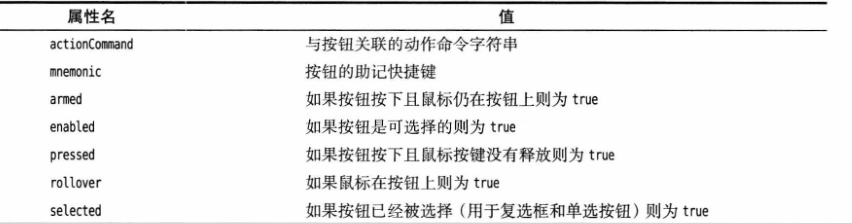 属性名 值
actionCommand 与按钮关联的动作命令字符串
mnemonic 按钮的助记快捷键
armed 如果按钮按下且鼠标仍在按钮上则为 true
enabled 如果按钮是可选择的则为 true
pressed 如果按钮按下且鼠标按键没有释放则为 true
rollover 如果鼠标在按钮上则为 true
selected 如果按钮已经被选择（用于复选框和单选按钮）则为 true